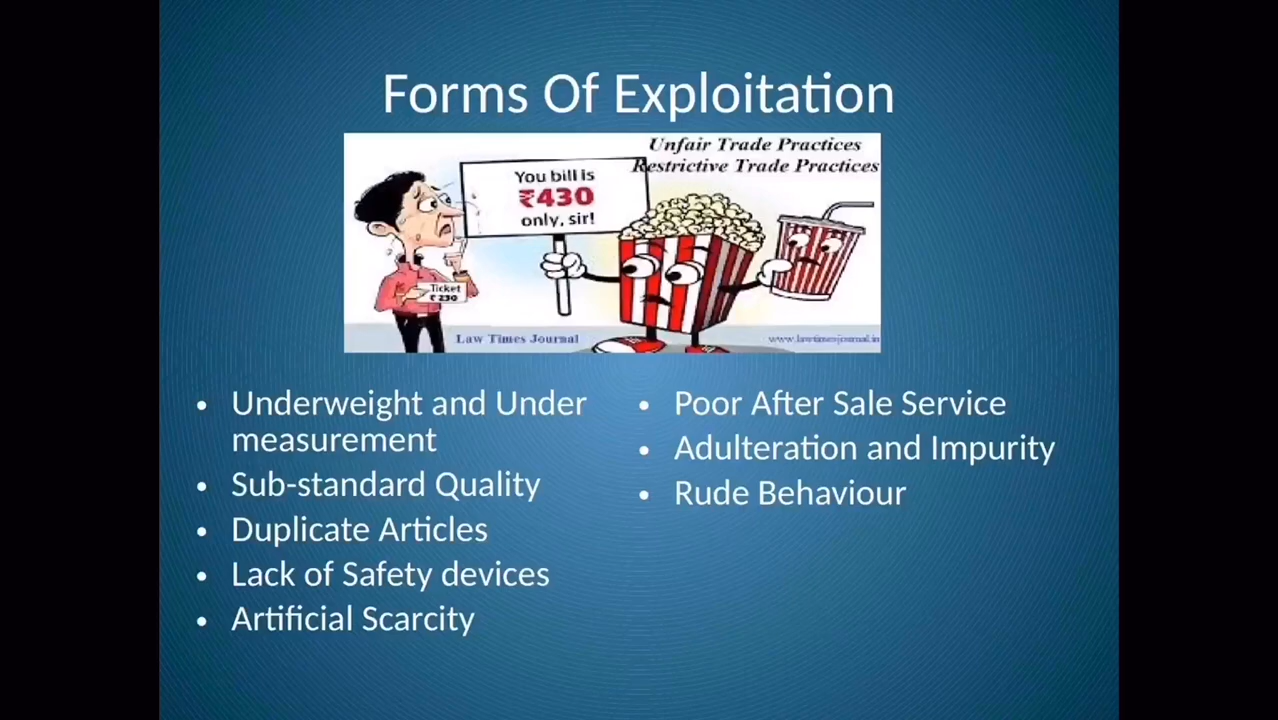 Forms Of Exploitation
Unfair Trade Practices
Restrictive Trade Practices
You bill is
₹430
only, sir!
Ticket
₹ 230
Law Times Journal
www.lawtimesjournal.in
• Underweight and Under
measurement
• Sub-standard Quality
• Duplicate Articles
• Lack of Safety devices
• Artificial Scarcity
• Poor After Sale Service
• Adulteration and Impurity
• Rude Behaviour